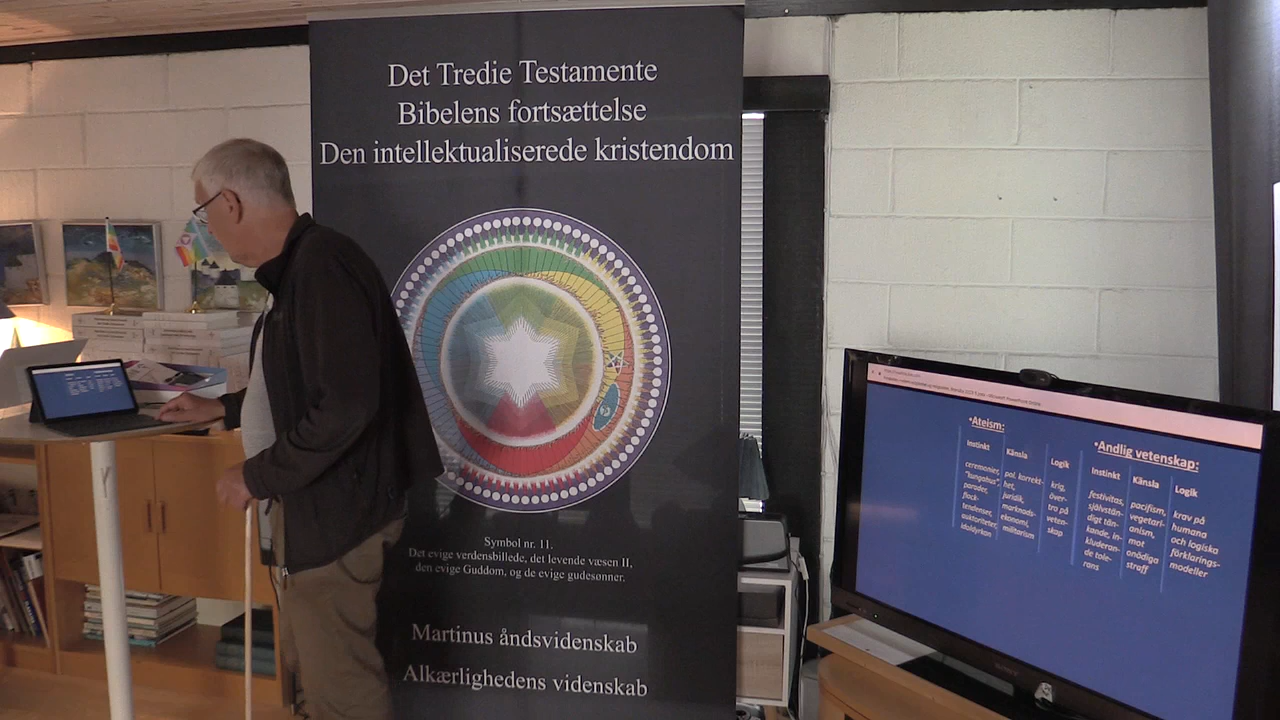 Det Tredie Testamente
Bibelens fortsættelse
Den intellektualiserede kristendom
Symbol nr. 11.
Det evige verdensbillede, det levende væsen II,
den evige Guddom, og de evige gudesønner.
Martinus åndsvidenskab
Alkærlighedens videnskab
•Ateism:
Instinkt
ceremonier,
"kungahus",
parader,
flock-
tendenser,
auktoriteter,
idoldyrkan
Känsla
pol. korrekt-
het,
juridik,
marknads-
ekonomi,
militarism
Logik
krig,
över-
tro på
veten-
skap
•Andlig vetenskap:
Instinkt
festivitas,
självstän-
digt tän-
kande, in-
kluderan-
de tole-
rans
Känsla
pacifism,
vegetari-
anism,
mot
onödiga
straff
Logik
krav på
humana
och logiska
förklarings-
modeller